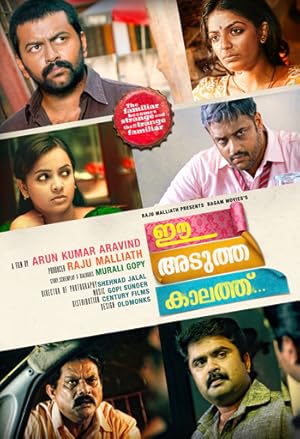 The familiar
becomes
strange and
the strange
familiar
RAJU MALLIATH PRESENTS RAGAM MOVIES'S
ഈ
അടുത്ത
കാലത്ത്...
A FILM BY ARUN KUMAR ARAVIND
PRODUCER RAJU MALLIATH
STORY, SCREENPLAY & DIALOGUES MURALI GOPY
DIRECTOR OF PHOTOGRAPHY SHEHNAD JALAL
MUSIC GOPI SUNDER
DISTRIBUTION CENTURY FILMS
DESIGN OLDMONKS